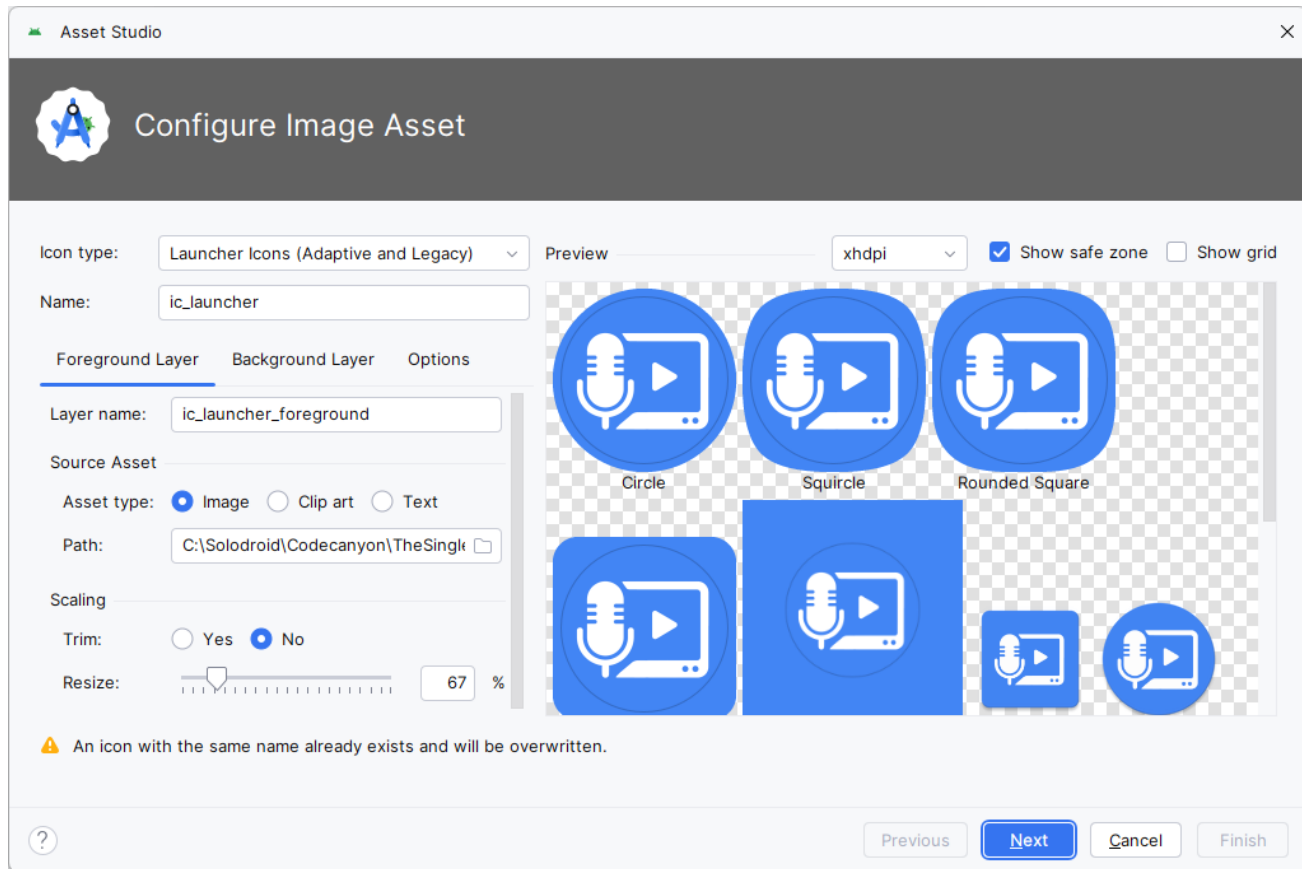 Asset Studio
Configure Image Asset
Icon type: Launcher Icons (Adaptive and Legacy)
Name: ic_launcher
Foreground Layer Background Layer Options
Layer name: ic_launcher_foreground
Source Asset
Asset type: Image Clip art Text
Path: C:\Solodroid\Codecanyon\TheSingle
Scaling
Trim: Yes No
Resize: 67 %
Preview xhdpi Show safe zone Show grid
Circle Squircle Rounded Square
An icon with the same name already exists and will be overwritten.
? Previous Next Cancel Finish